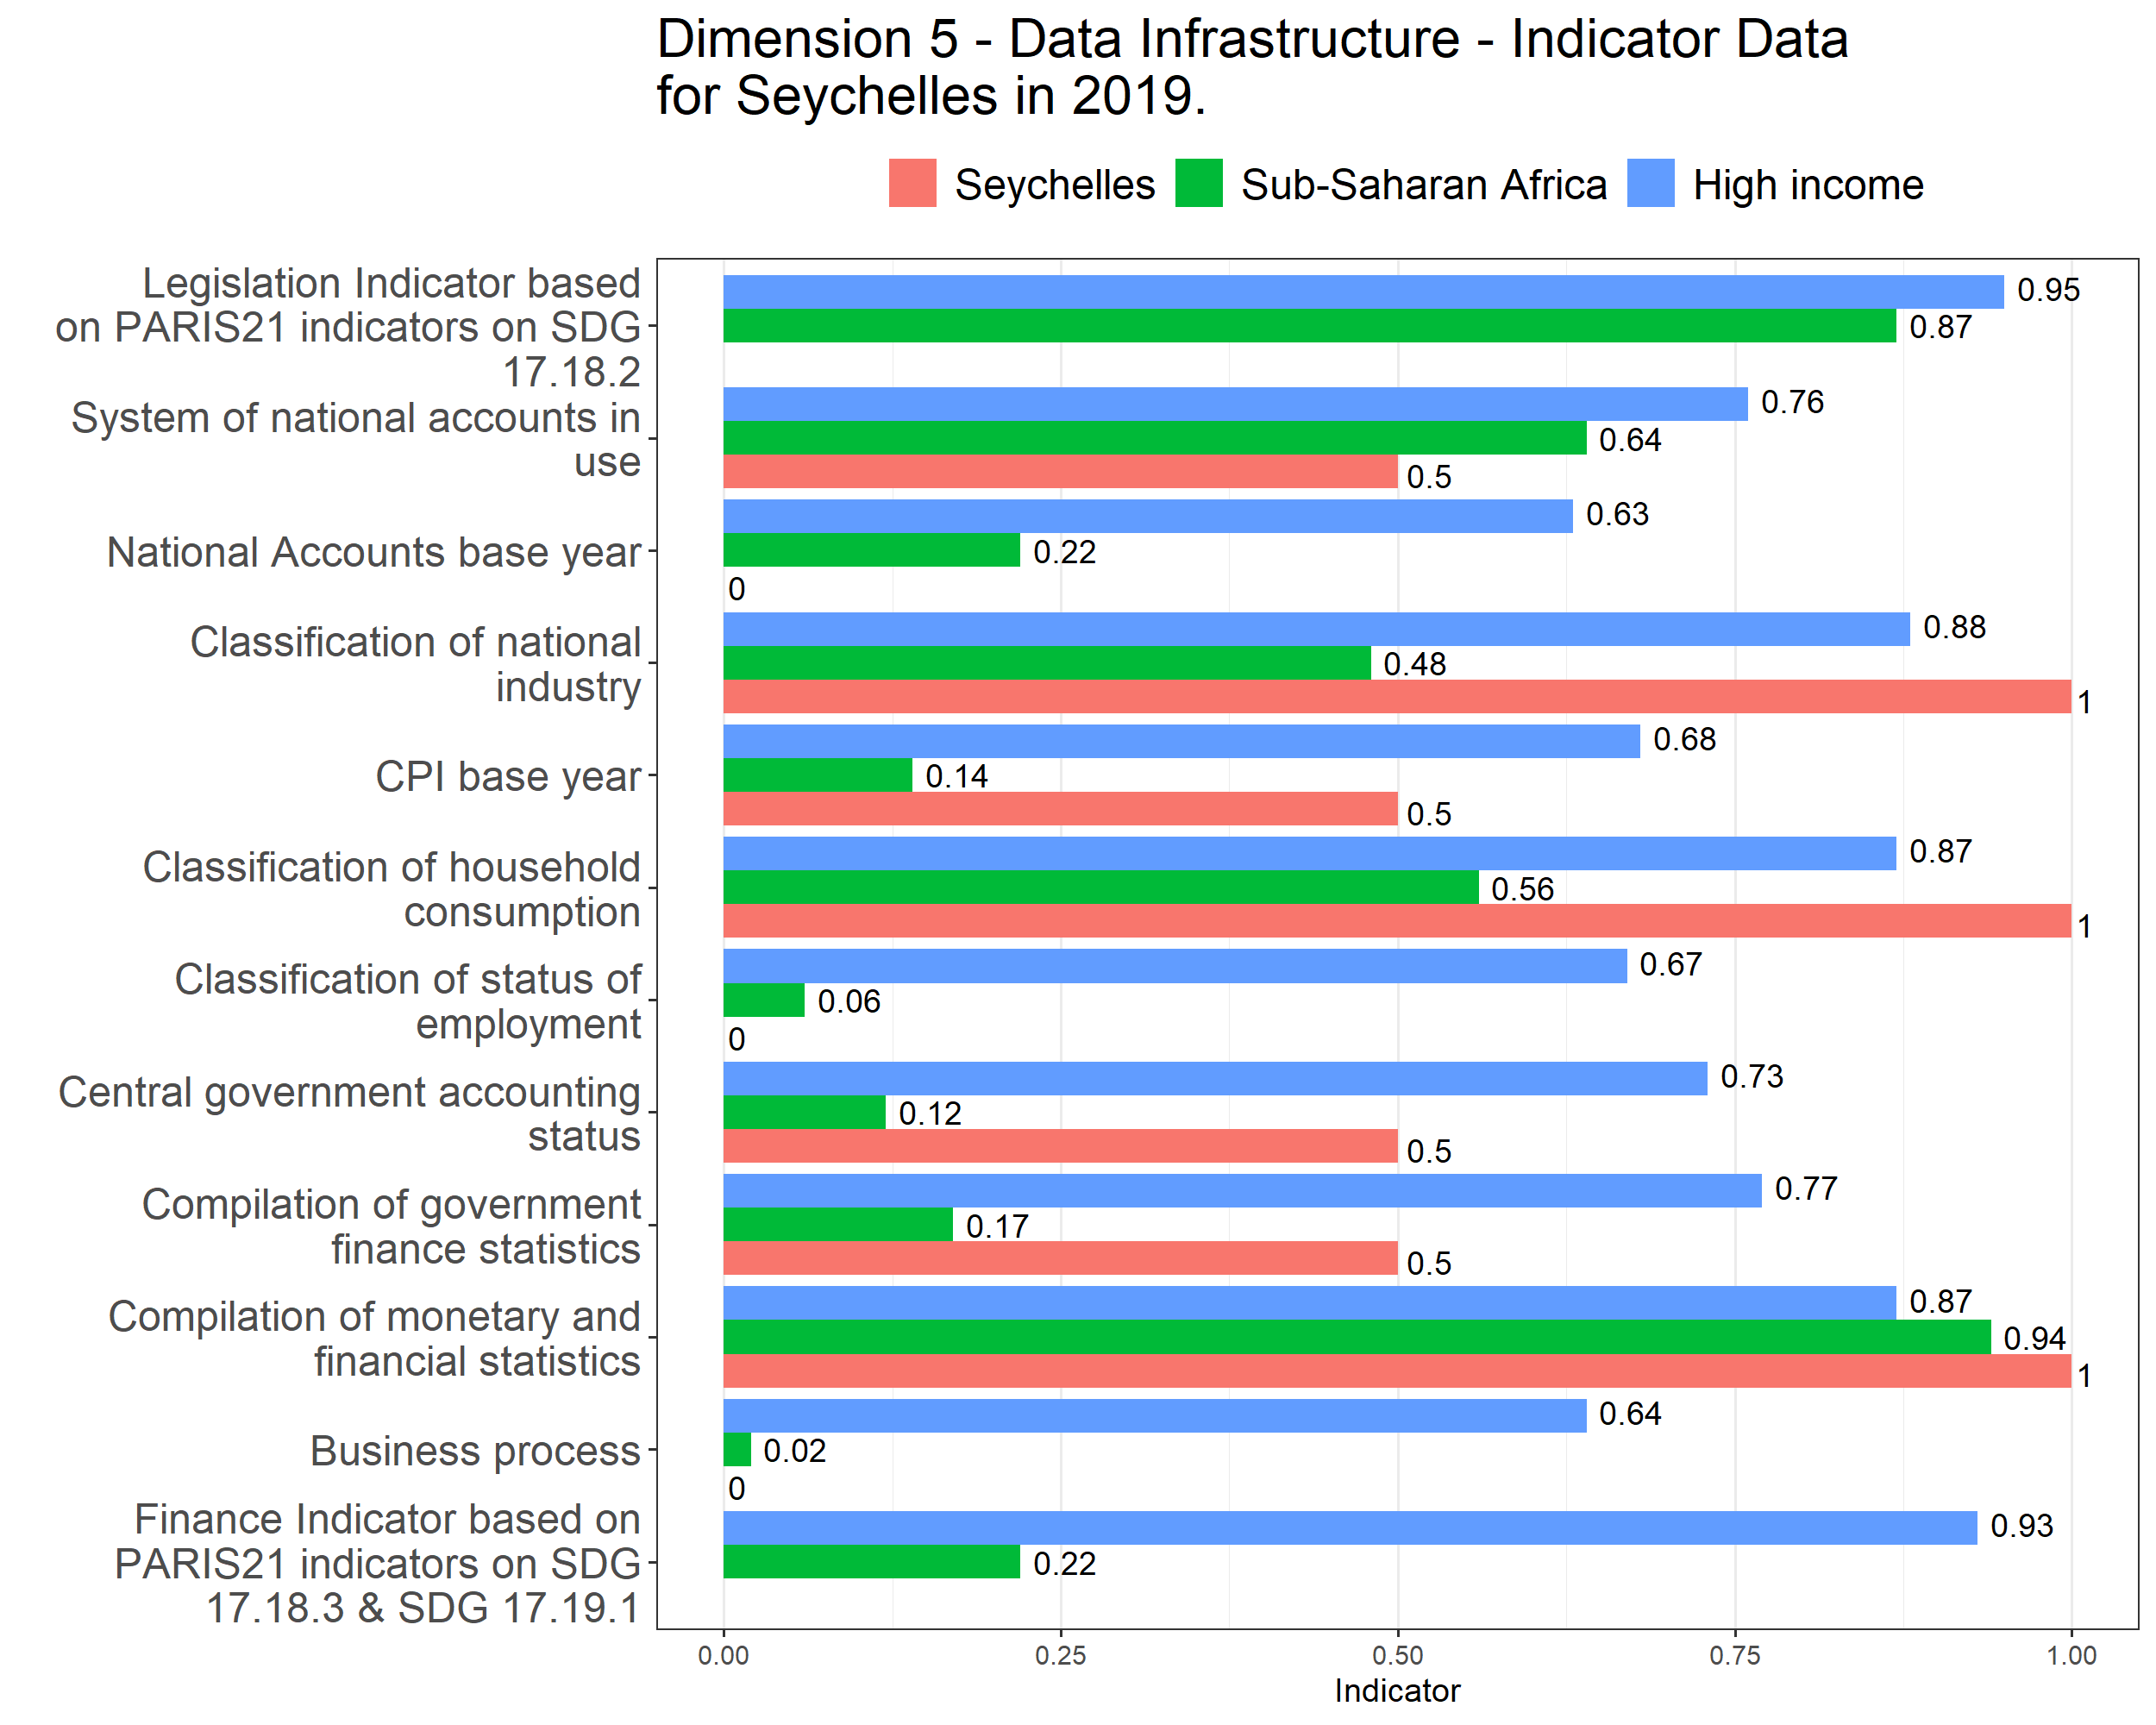 Dimension 5 - Data Infrastructure - Indicator Data
for Seychelles in 2019.
Seychelles Sub-Saharan Africa High income
Legislation Indicator based
on PARIS21 indicators on SDG
17.18.2
0.95
0.87
System of national accounts in
use
0.76
0.64
0.5
National Accounts base year
0.63
0.22
0
Classification of national
industry
0.88
0.48
1
CPI base year
0.68
0.14
0.5
Classification of household
consumption
0.87
0.56
1
Classification of status of
employment
0.67
0.06
0
Central government accounting
status
0.73
0.12
0.5
Compilation of government
finance statistics
0.77
0.17
0.5
Compilation of monetary and
financial statistics
0.87
0.94
1
Business process
0.64
0.02
0
Finance Indicator based on
PARIS21 indicators on SDG
17.18.3 & SDG 17.19.1
0.93
0.22
0.00 0.25 0.50 0.75 1.00
Indicator